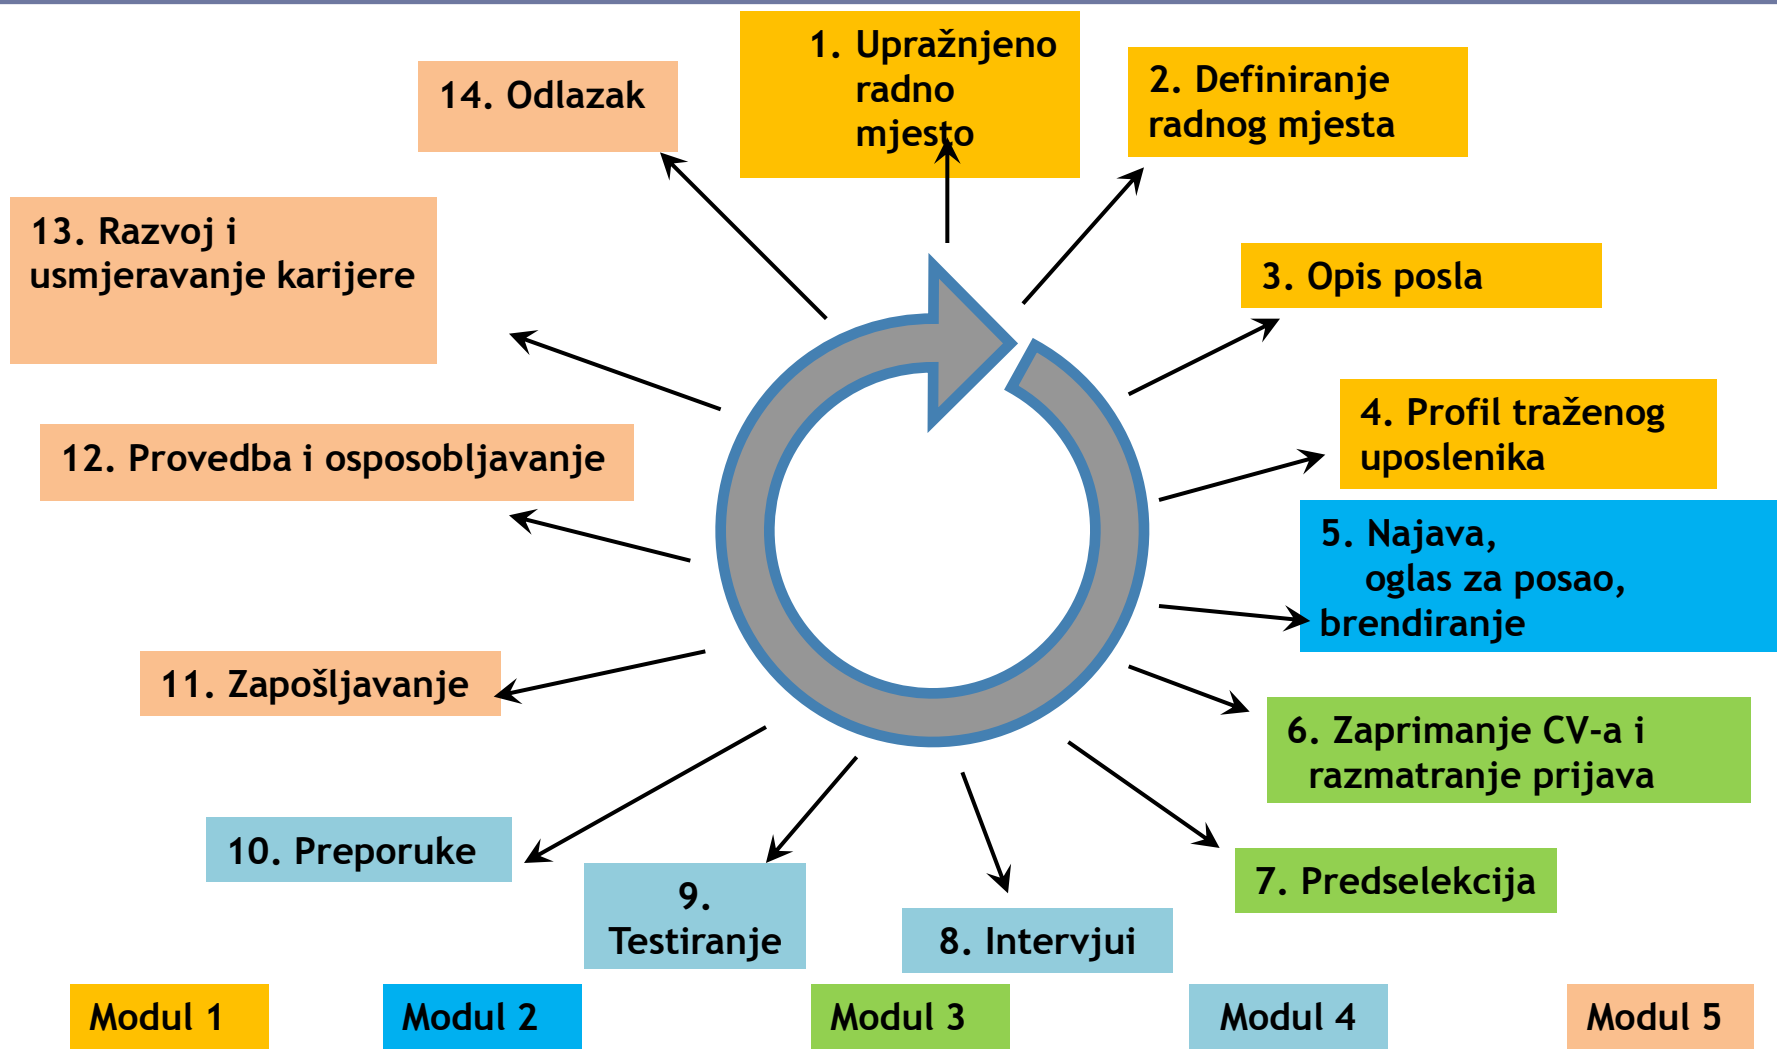 1. Upražnjeno
radno
mjesto
2. Definiranje
radnog mjesta
3. Opis posla
4. Profil traženog
uposlenika
5. Najava,
oglas za posao,
brendiranje
6. Zaprimanje CV-a i
razmatranje prijava
7. Predselekcija
8. Intervjui
9.
Testiranje
10. Preporuke
11. Zapošljavanje
12. Provedba i osposobljavanje
13. Razvoj i
usmjeravanje karijere
14. Odlazak
Modul 1
Modul 2
Modul 3
Modul 4
Modul 5